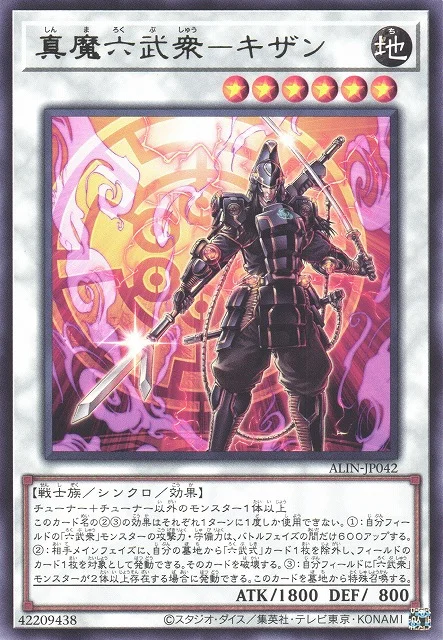 真魔六武衆－キザン
地
ALIN-JP042
【戦士族／シンクロ／効果】
チューナー＋チューナー以外のモンスター1体以上
このカード名の②③の効果はそれぞれ1ターンに1度しか使用できない。①：自分フィー
ルドの「六武衆」モンスターの攻撃力・守備力は、バトルフェイズの間だけ600アップする。
②：相手メインフェイズに、自分の墓地から「六武式」カード1枚を除外し、フィールドの
カード1枚を対象として発動できる。そのカードを破壊する。③：自分フィールドに「六武衆」
モンスターが2体以上存在する場合に発動できる。このカードを墓地から特殊召喚する。
ATK/1800 DEF/ 800
42209438
©スタジオ・ダイス／集英社・テレビ東京・KONAMI